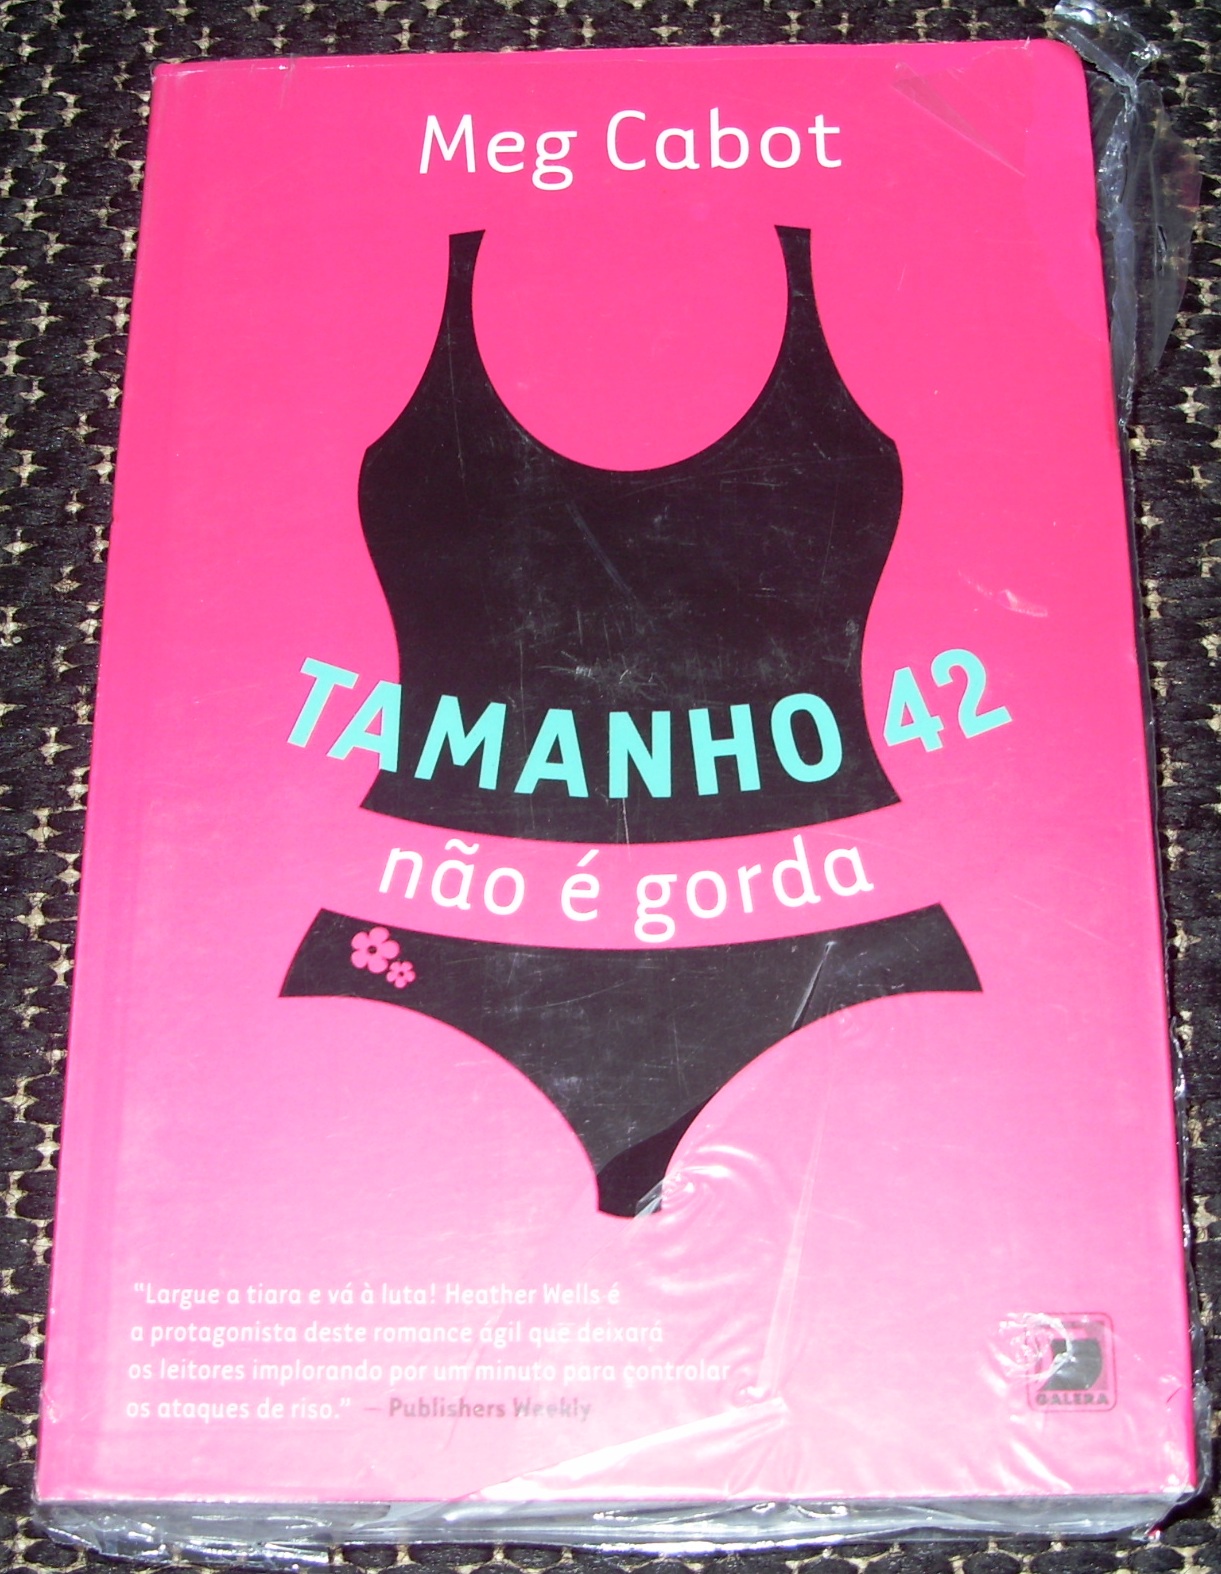 Meg Cabot
TAMANHO 42
não é gorda
“Largue a tiara e vá à luta! Heather Wells é
a protagonista deste romance ágil que deixará
os leitores implorando por um minuto para controlar
os ataques de riso.” — Publishers Weekly
GALERA